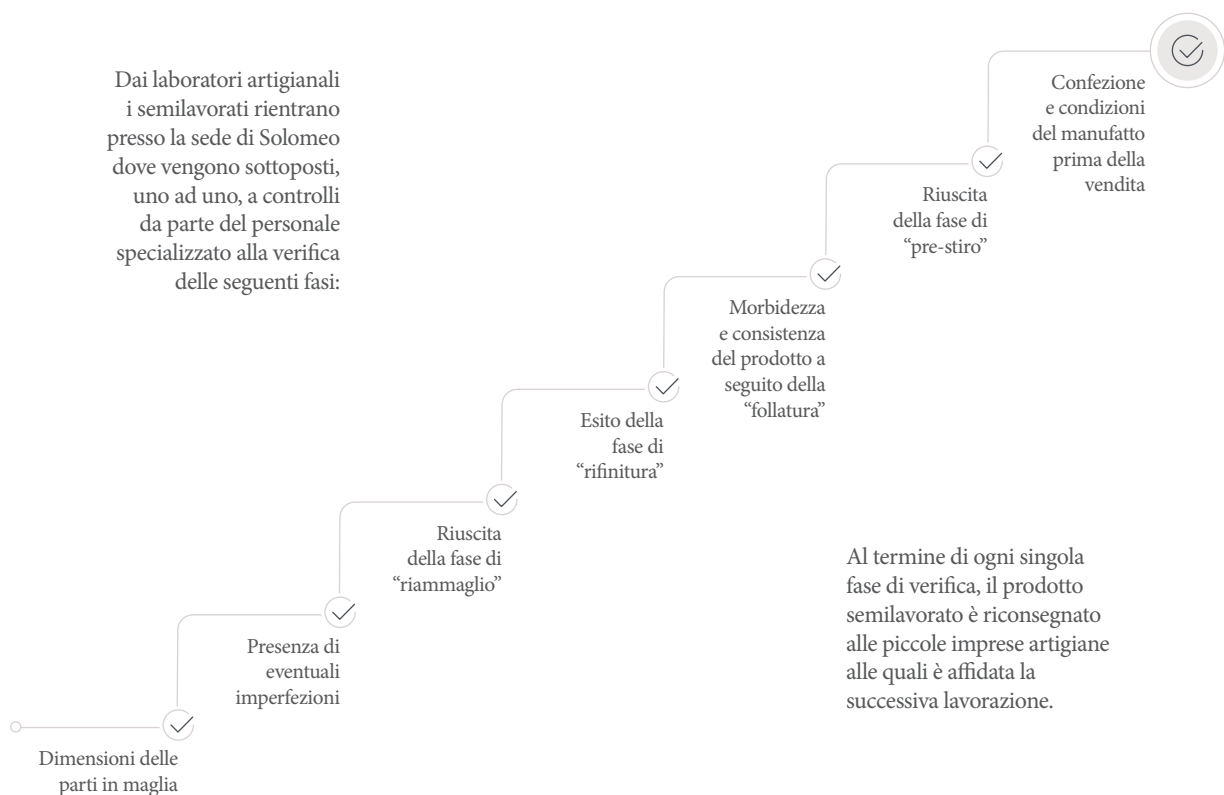 Dai laboratori artigianali
i semilavorati rientrano
presso la sede di Solomeo
dove vengono sottoposti,
uno ad uno, a controlli
da parte del personale
specializzato alla verifica
delle seguenti fasi:
Dimensioni delle
parti in maglia
Presenza di
eventuali
imperfezioni
Riuscita
della fase di
“riammaglio”
Esito della
fase di
“rifinitura”
Morbidezza
e consistenza
del prodotto a
seguito della
“follatura”
Riuscita
della fase di
“pre-stiro”
Confezione
e condizioni
del manufatto
prima della
vendita
Al termine di ogni singola
fase di verifica, il prodotto
semilavorato è riconsegnato
alle piccole imprese artigiane
alle quali è affidata la
successiva lavorazione.